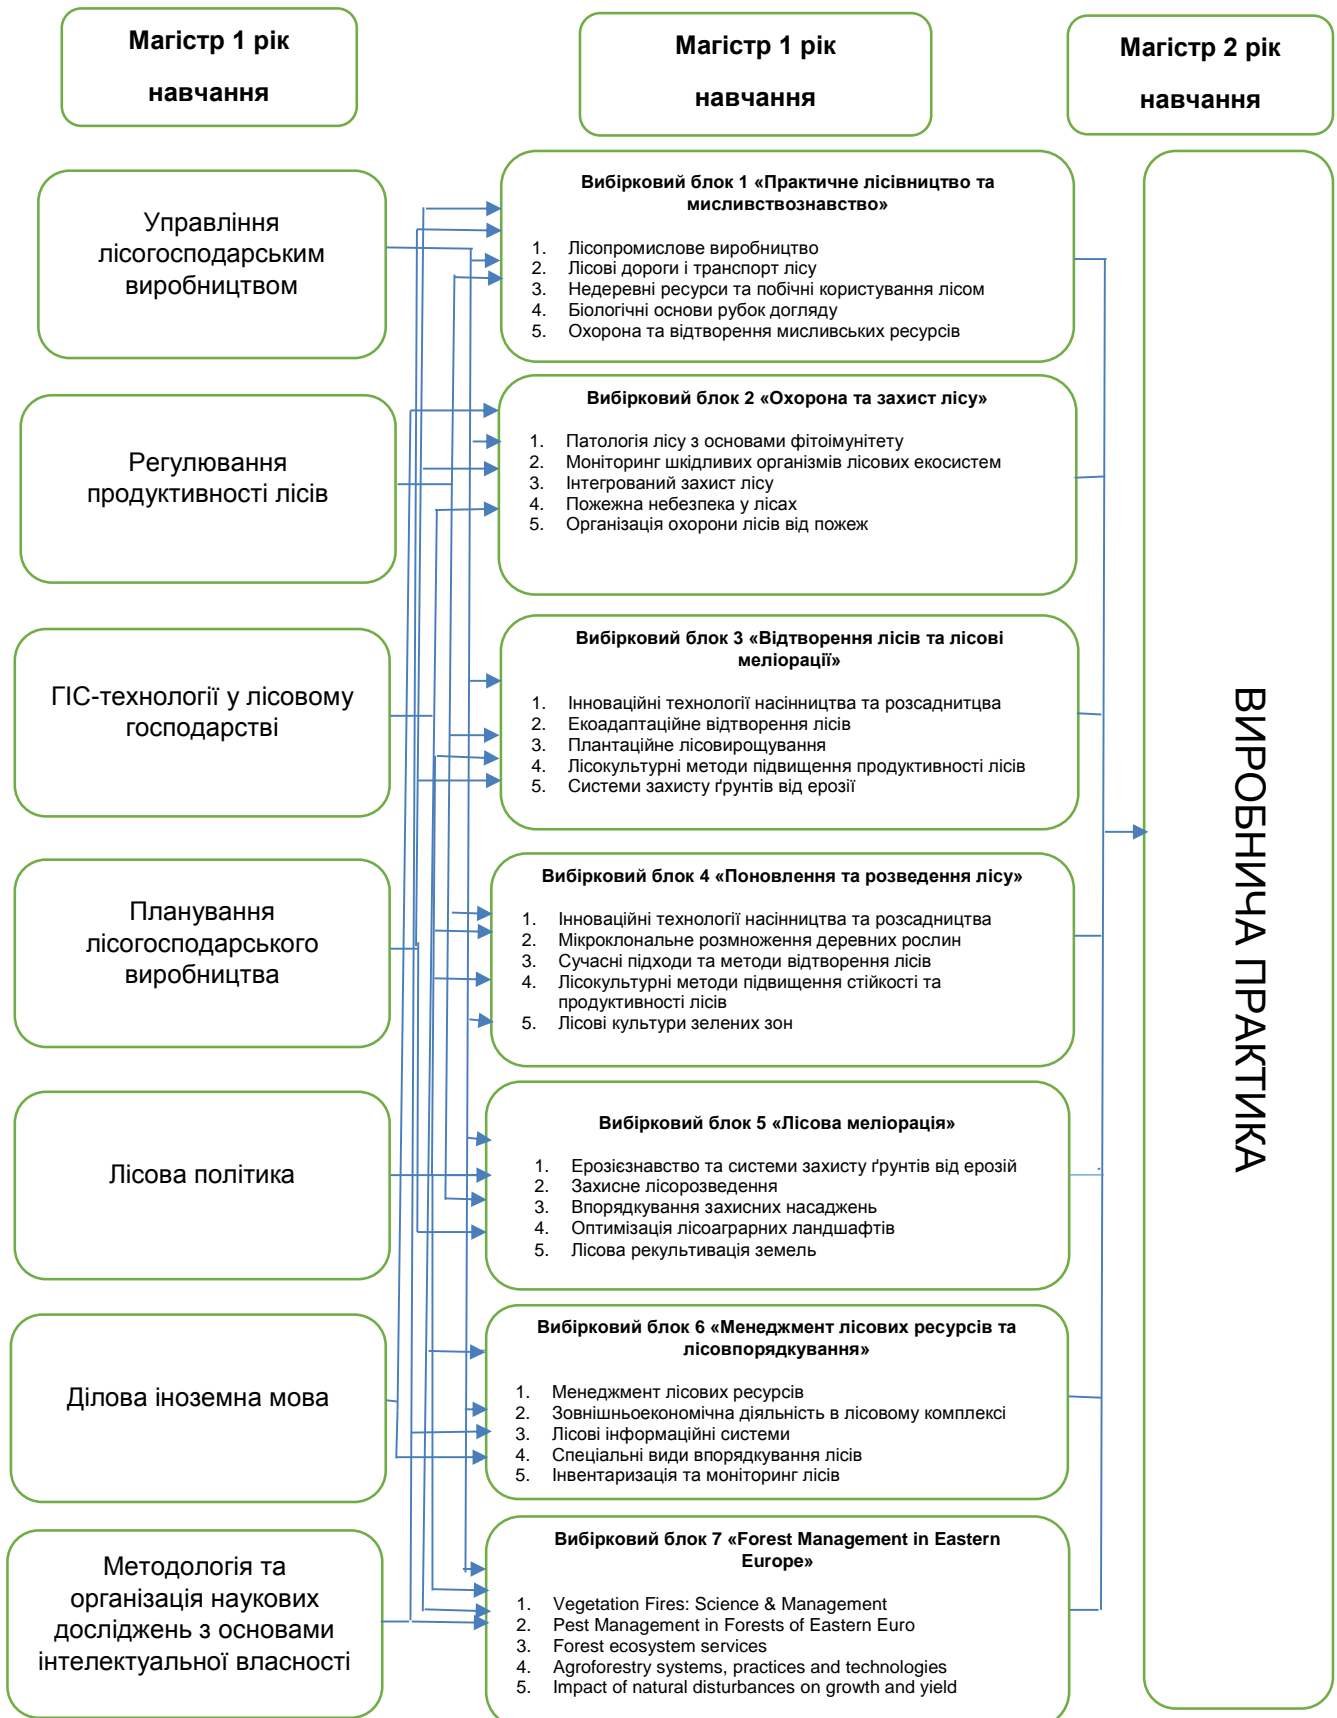 Магістр 1 рік
навчання
Магістр 1 рік
навчання
Магістр 2 рік
навчання
Управління
лісогосподарським
виробництвом
Регулювання
продуктивності лісів
ГІС-технології у лісовому
господарстві
Планування
лісогосподарського
виробництва
Лісова політика
Ділова іноземна мова
Методологія та
організація наукових
досліджень з основами
інтелектуальної власності
Вибірковий блок 1 «Практичне лісівництво та
мисливствознавство»
1. Лісопромислове виробництво
2. Лісові дороги і транспорт лісу
3. Недеревні ресурси та побічні користування лісом
4. Біологічні основи рубок догляду
5. Охорона та відтворення мисливських ресурсів
Вибірковий блок 2 «Охорона та захист лісу»
1. Патологія лісу з основами фітоімунітету
2. Моніторинг шкідливих організмів лісових екосистем
3. Інтегрований захист лісу
4. Пожежна небезпека у лісах
5. Організація охорони лісів від пожеж
Вибірковий блок 3 «Відтворення лісів та лісові
меліорації»
1. Інноваційні технології насінництва та розсаднитцва
2. Екоадаптаційне відтворення лісів
3. Плантаційне лісовирощування
4. Лісокультурні методи підвищення продуктивності лісів
5. Системи захисту ґрунтів від ерозії
Вибірковий блок 4 «Поновлення та розведення лісу»
1. Інноваційні технології насінництва та розсадництва
2. Мікроклональне розмноження деревних рослин
3. Сучасні підходи та методи відтворення лісів
4. Лісокультурні методи підвищення стійкості та
продуктивності лісів
5. Лісові культури зелених зон
Вибірковий блок 5 «Лісова меліорація»
1. Ерозієзнавство та системи захисту ґрунтів від ерозій
2. Захисне лісорозведення
3. Впорядкування захисних насаджень
4. Оптимізація лісоаграрних ландшафтів
5. Лісова рекультивація земель
Вибірковий блок 6 «Менеджмент лісових ресурсів та
лісовпорядкування»
1. Менеджмент лісових ресурсів
2. Зовнішньоекономічна діяльність в лісовому комплексі
3. Лісові інформаційні системи
4. Спеціальні види впорядкування лісів
5. Інвентаризація та моніторинг лісів
Вибірковий блок 7 «Forest Management in Eastern
Europe»
1. Vegetation Fires: Science & Management
2. Pest Management in Forests of Eastern Euro
3. Forest ecosystem services
4. Agroforestry systems, practices and technologies
5. Impact of natural disturbances on growth and yield
ВИРОБНИЧА ПРАКТИКА